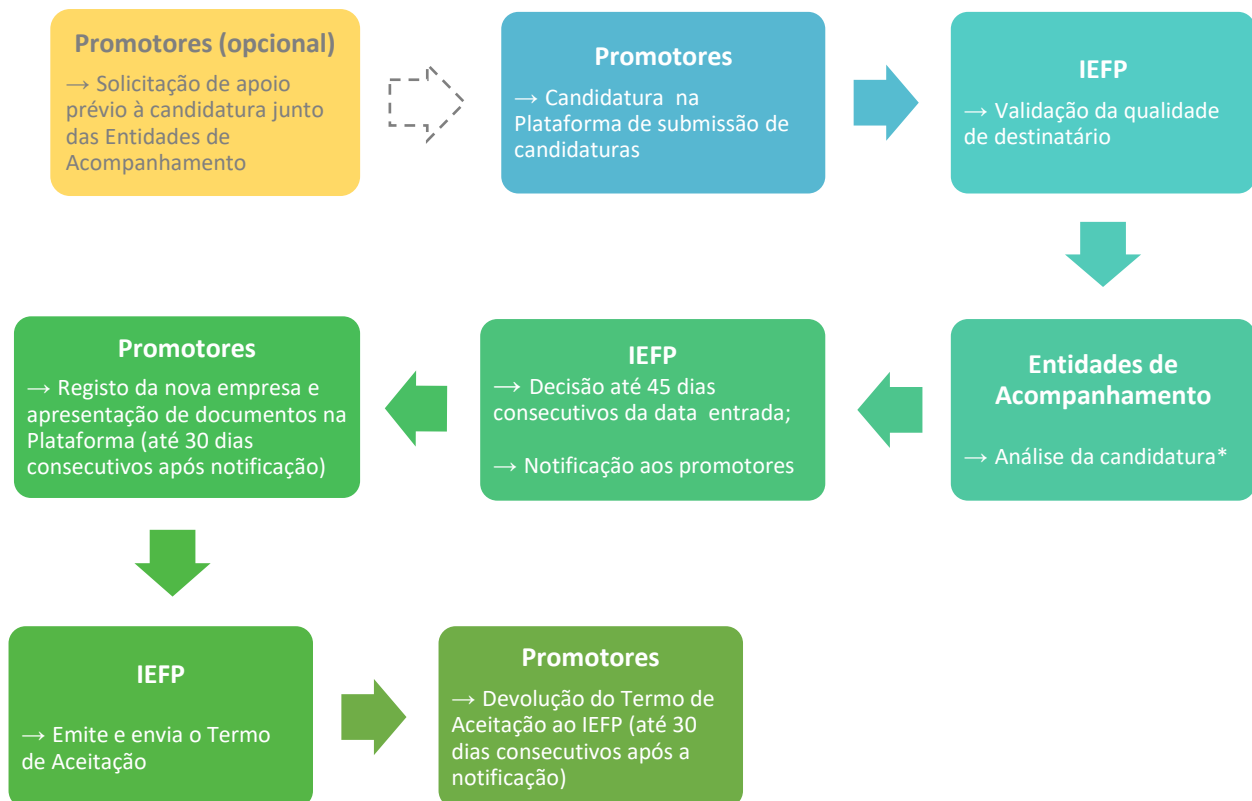 Promotores (opcional)
→ Solicitação de apoio
prévio à candidatura junto
das Entidades de
Acompanhamento
Promotores
→ Candidatura na
Plataforma de submissão de
candidaturas
IEFP
→ Validação da qualidade
de destinatário
Entidades de
Acompanhamento
→ Análise da candidatura*
IEFP
→ Decisão até 45 dias
consecutivos da data entrada;
→ Notificação aos promotores
Promotores
→ Registo da nova empresa e
apresentação de documentos na
Plataforma (até 30 dias
consecutivos após notificação)
IEFP
→ Emite e envia o Termo
de Aceitação
Promotores
→ Devolução do Termo de
Aceitação ao IEFP (até 30
dias consecutivos após a
notificação)